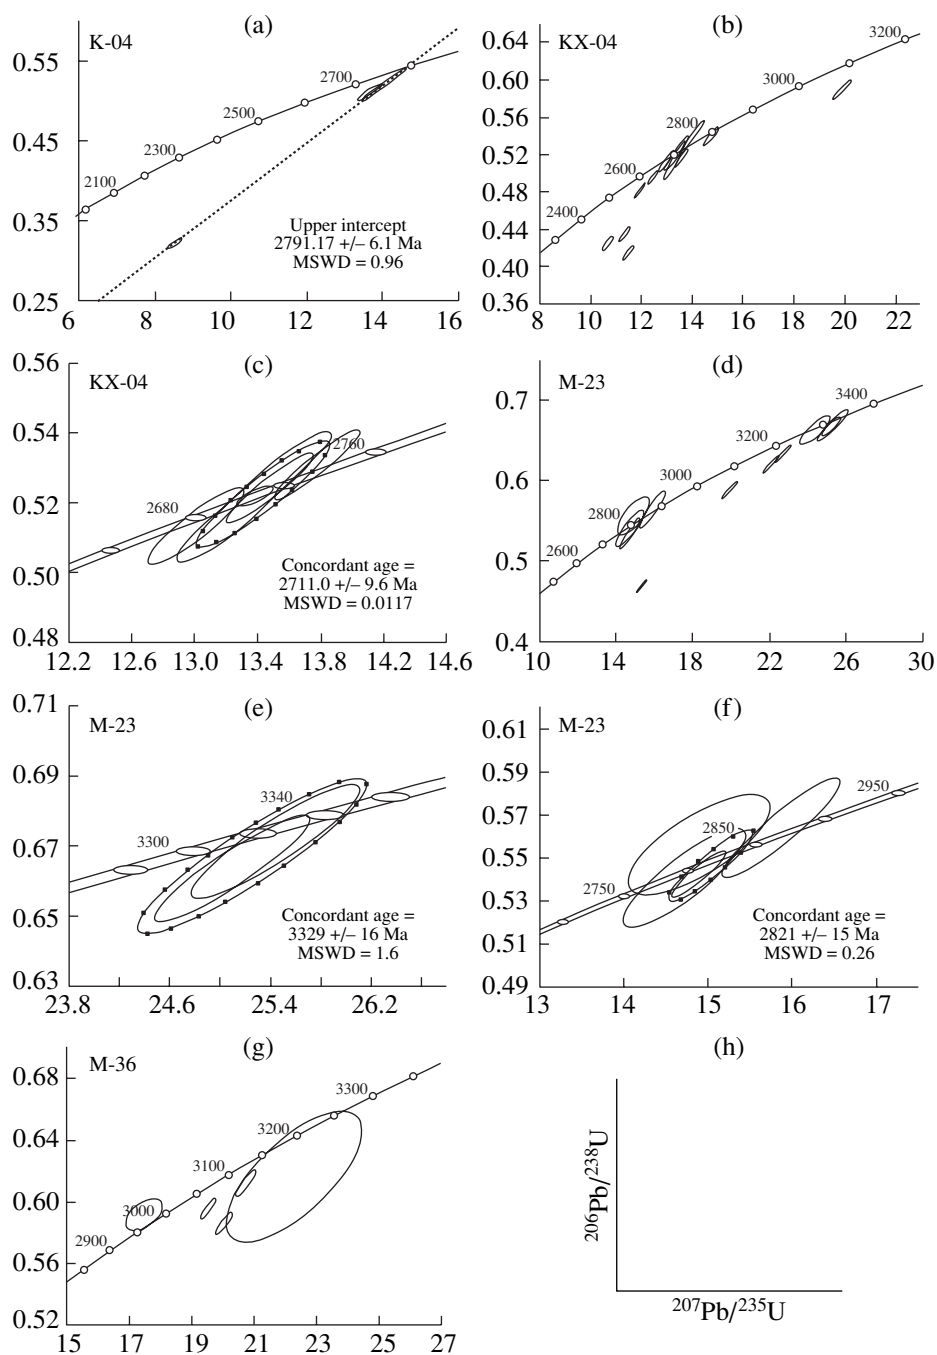 (a)
K-04
0.55
0.45
0.35
0.25
2700
2500
2300
2100
Upper intercept
2791.17 +/– 6.1 Ma
MSWD = 0.96
6 8 10 12 14 16
(b)
KX-04
0.64
0.60
0.56
0.52
0.48
0.44
0.40
0.36
3200
3000
2800
2600
2400
8 10 12 14 16 18 20 22
(c)
KX-04
0.56
0.54
0.52
0.50
0.48
2760
2680
Concordant age =
2711.0 +/– 9.6 Ma
MSWD = 0.0117
12.2 12.6 13.0 13.4 13.8 14.2 14.6
(d)
M-23
0.7
0.6
0.5
0.4
3400
3200
3000
2800
2600
10 14 18 22 26 30
(e)
M-23
0.71
0.69
0.67
0.65
0.63
3340
3300
Concordant age =
3329 +/– 16 Ma
MSWD = 1.6
23.8 24.6 25.4 26.2
(f)
M-23
0.61
0.59
0.57
0.55
0.53
0.51
0.49
2950
2850
2750
Concordant age =
2821 +/– 15 Ma
MSWD = 0.26
13 14 15 16 17
(g)
M-36
0.68
0.64
0.60
0.56
0.52
3300
3200
3100
3000
2900
15 17 19 21 23 25 27
(h)
206Pb/238U
207Pb/235U